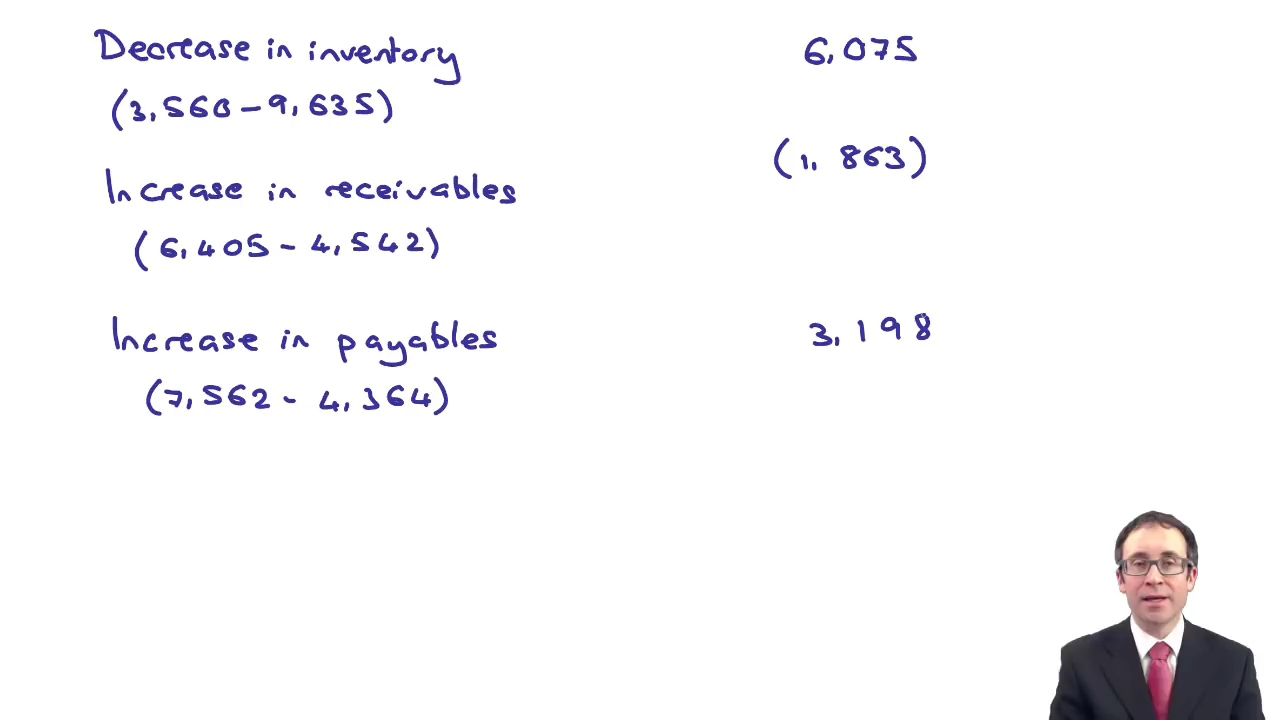 Decrease in inventory 6,075
(3,560 - 9,635)
(1,863)
Increase in receivables
(6,405 - 4,542)
Increase in payables 3,198
(7,562 - 4,364)